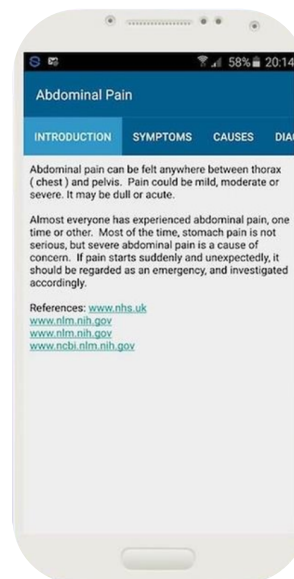 58% 20:14
Abdominal Pain
INTRODUCTION SYMPTOMS CAUSES DIA
Abdominal pain can be felt anywhere between thorax
( chest ) and pelvis.  Pain could be mild, moderate or
severe. It may be dull or acute.
Almost everyone has experienced abdominal pain, one
time or other.  Most of the time, stomach pain is not
serious, but severe abdominal pain is a cause of
concern.  If pain starts suddenly and unexpectedly, it
should be regarded as an emergency, and investigated
accordingly.
References: www.nhs.uk
www.nlm.nih.gov
www.nlm.nih.gov
www.ncbi.nlm.nih.gov